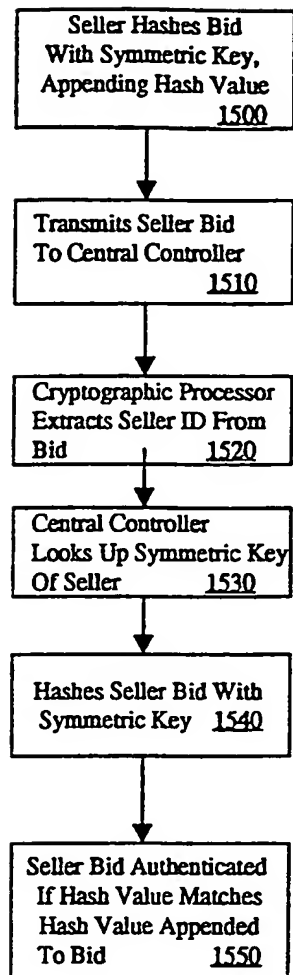 Seller Hashes Bid
With Symmetric Key,
Appending Hash Value
1500
Transmits Seller Bid
To Central Controller
1510
Cryptographic Processor
Extracts Seller ID From
Bid 1520
Central Controller
Looks Up Symmetric Key
Of Seller 1530
Hashes Seller Bid With
Symmetric Key 1540
Seller Bid Authenticated
If Hash Value Matches
Hash Value Appended
To Bid 1550